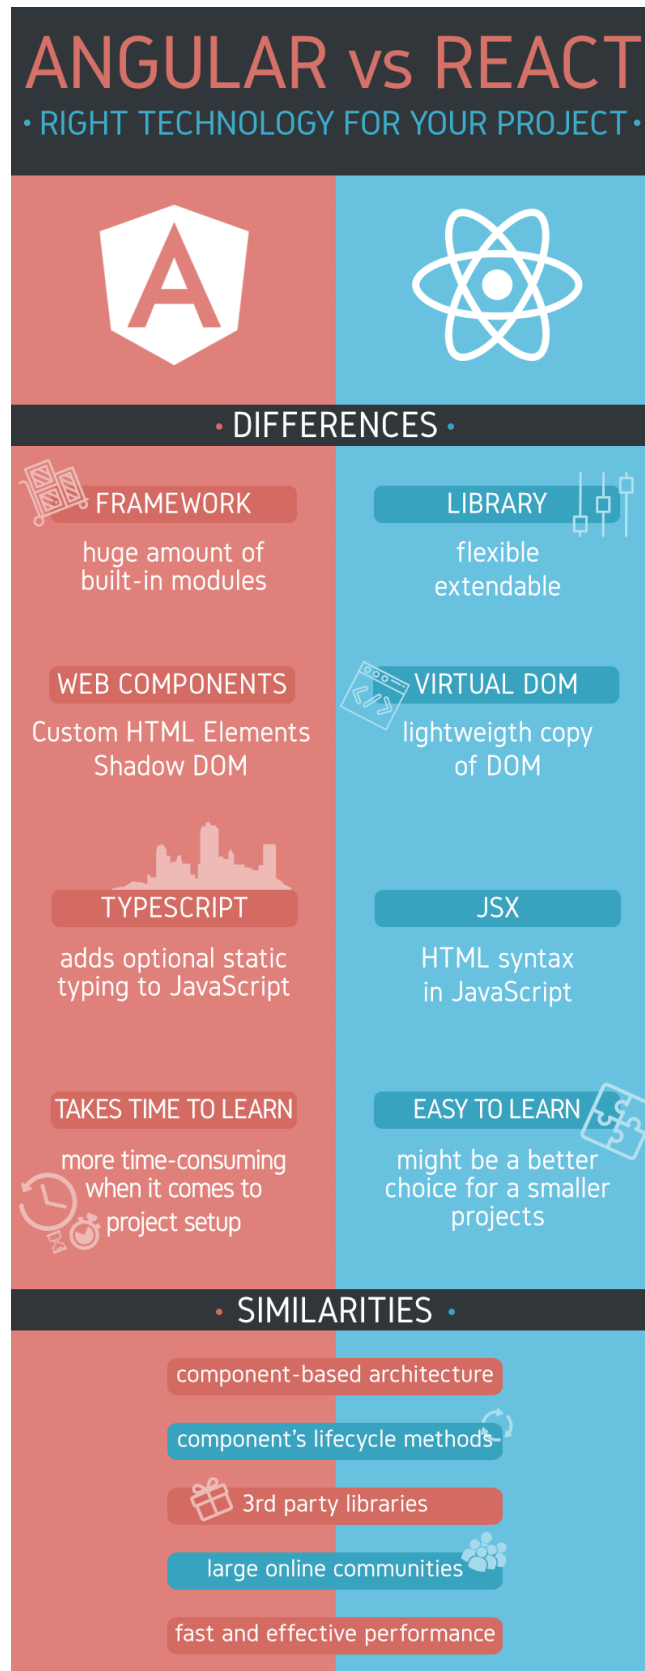 ANGULAR vs REACT
• RIGHT TECHNOLOGY FOR YOUR PROJECT •
A
• DIFFERENCES •
FRAMEWORK
huge amount of
built-in modules
LIBRARY
flexible
extendable
WEB COMPONENTS
Custom HTML Elements
Shadow DOM
VIRTUAL DOM
lightweigth copy
of DOM
TYPESCRIPT
adds optional static
typing to JavaScript
JSX
HTML syntax
in JavaScript
TAKES TIME TO LEARN
more time-consuming
when it comes to
project setup
EASY TO LEARN
might be a better
choice for a smaller
projects
• SIMILARITIES •
component-based architecture
component's lifecycle methods
3rd party libraries
large online communities
fast and effective performance